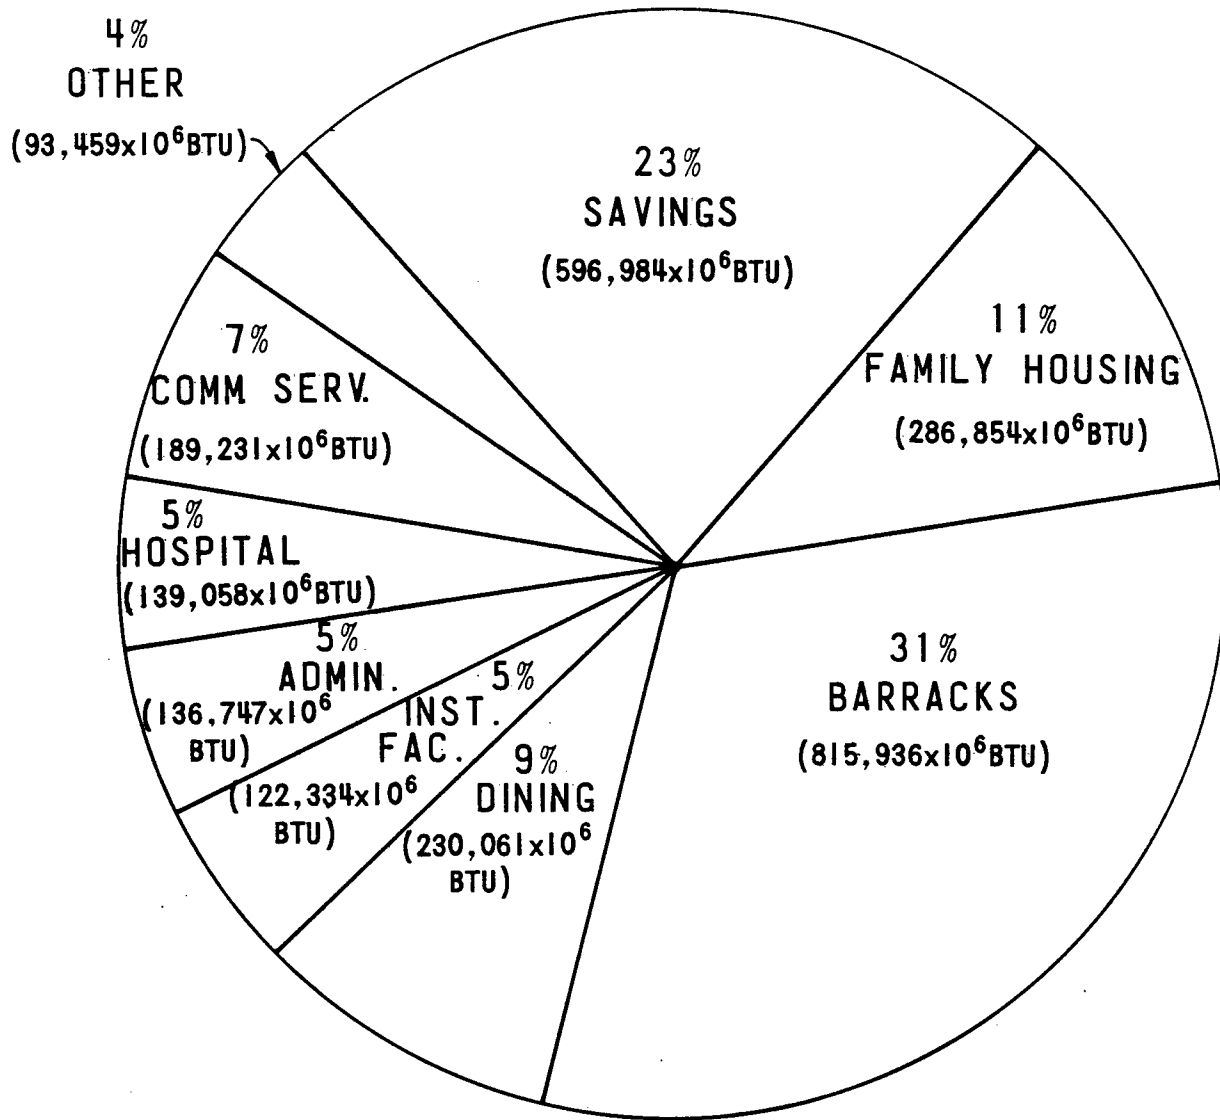 4%
OTHER
(93,459x10⁶BTU)
23%
SAVINGS
(596,984x10⁶BTU)
11%
FAMILY HOUSING
(286,854x10⁶BTU)
7%
COMM. SERV.
(189,231x10⁶BTU)
5%
HOSPITAL
(139,058x10⁶BTU)
5%
ADMIN.
(136,747x10⁶
BTU)
5%
INST.
FAC.
(122,334x10⁶
BTU)
9%
DINING
(230,061x10⁶
BTU)
31%
BARRACKS
(815,936x10⁶BTU)